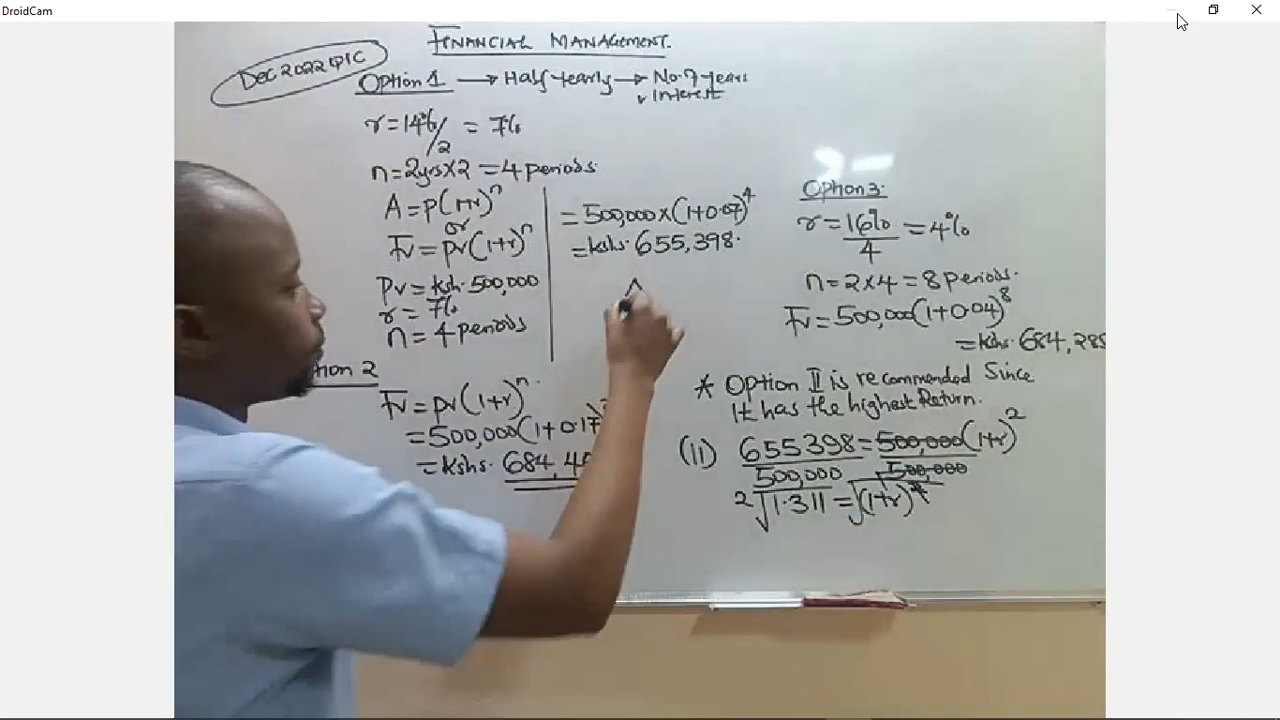 DroidCam
FINANCIAL MANAGEMENT.
Dec 2022 Q1C
Option 1 → Half yearly → No. of years
Interest
r = 14%/2 = 7%
n = 2yrs x 2 = 4 periods
A = p(1+r)^n
or
Fv = pv(1+r)^n
Pv = ksh. 500,000
r = 7%
n = 4 periods
= 500,000 x (1+0.07)^4
= kshs. 655,398.
Option 3.
r = 16%/4 = 4%
n = 2 x 4 = 8 periods.
Fv = 500,000 (1+0.04)^8
= kshs. 684,285
2
Fv = pv(1+r)^n
= 500,000 (1+0.17)
= kshs. 684,4
* Option II is recommended Since
It has the highest Return.
(II) 655398 = 500,000 (1+r)^2
500,000 500,000
2√1.311 = √(1+r)^2